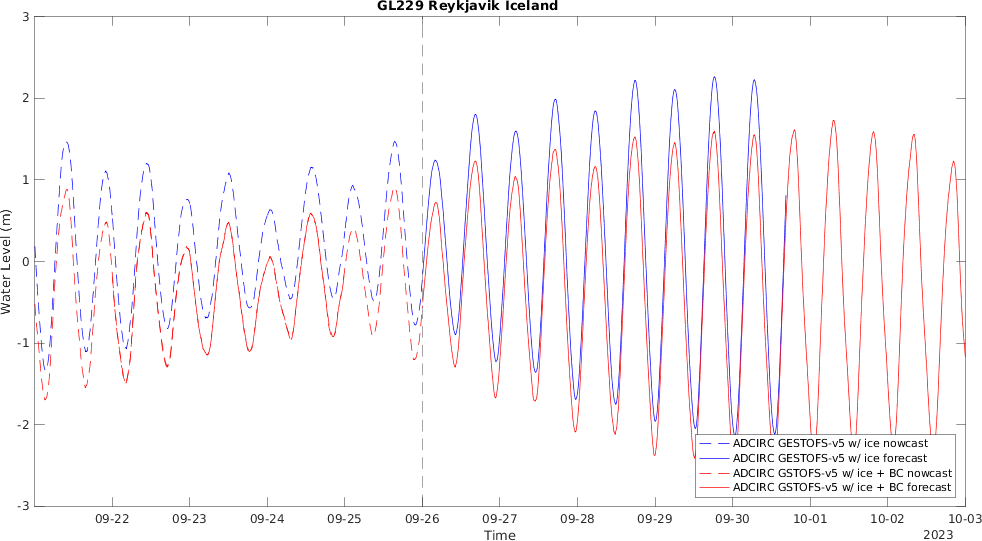 GL229 Reykjavik Iceland
3
2
1
0
-1
-2
-3
Water Level (m)
ADCIRC GESTOFS-v5 w/ ice nowcast
ADCIRC GESTOFS-v5 w/ ice forecast
ADCIRC GSTOFS-v5 w/ ice + BC nowcast
ADCIRC GSTOFS-v5 w/ ice + BC forecast
09-22 09-23 09-24 09-25 09-26 09-27 09-28 09-29 09-30 10-01 10-02 10-03
Time 2023